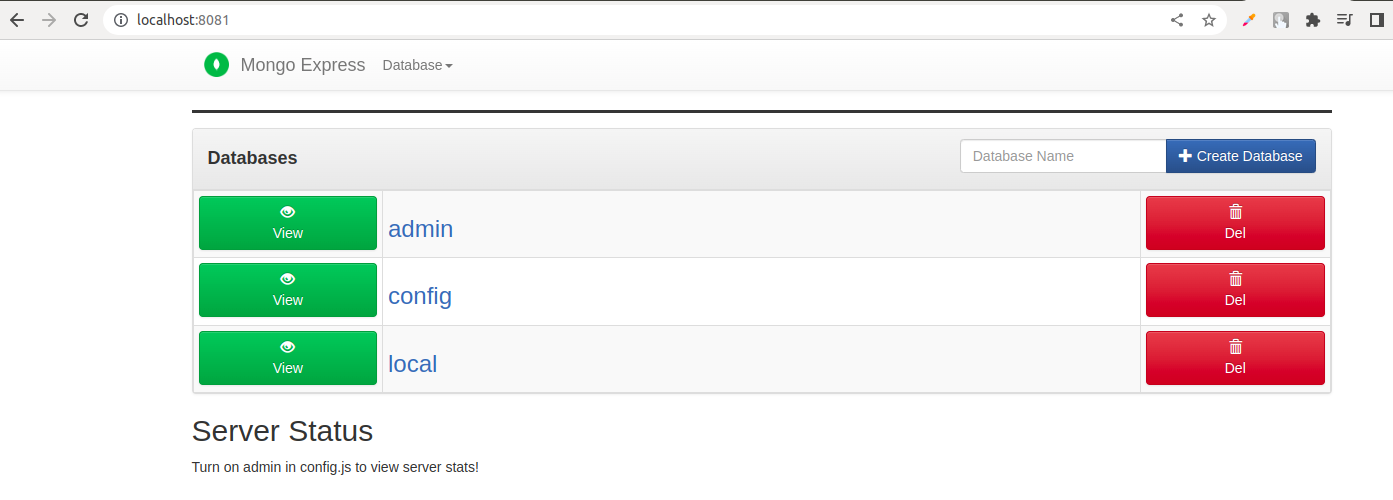 localhost:8081
Mongo Express Database
Databases
Database Name
Create Database
View
admin
Del
View
config
Del
View
local
Del
Server Status
Turn on admin in config.js to view server stats!